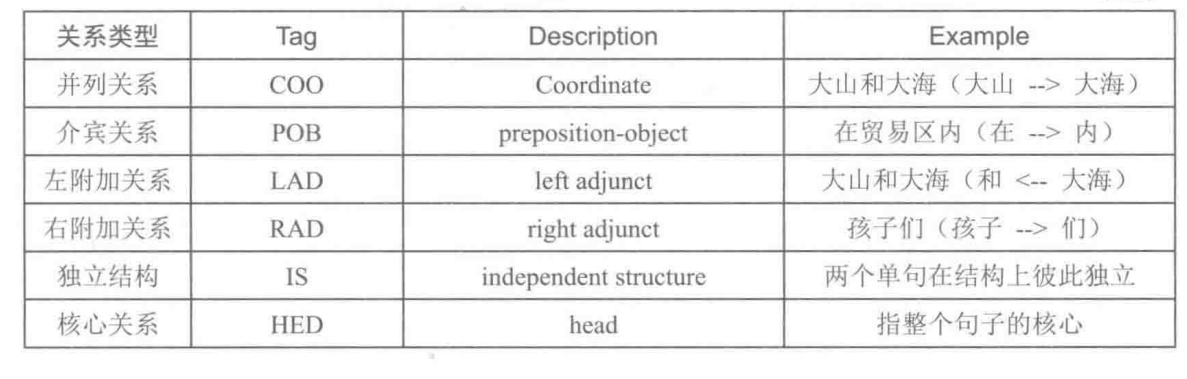 关系类型 Tag Description Example
并列关系 COO Coordinate 大山和大海（大山 --> 大海）
介宾关系 POB preposition-object 在贸易区内（在 --> 内）
左附加关系 LAD left adjunct 大山和大海（和 <-- 大海）
右附加关系 RAD right adjunct 孩子们（孩子 --> 们）
独立结构 IS independent structure 两个单句在结构上彼此独立
核心关系 HED head 指整个句子的核心